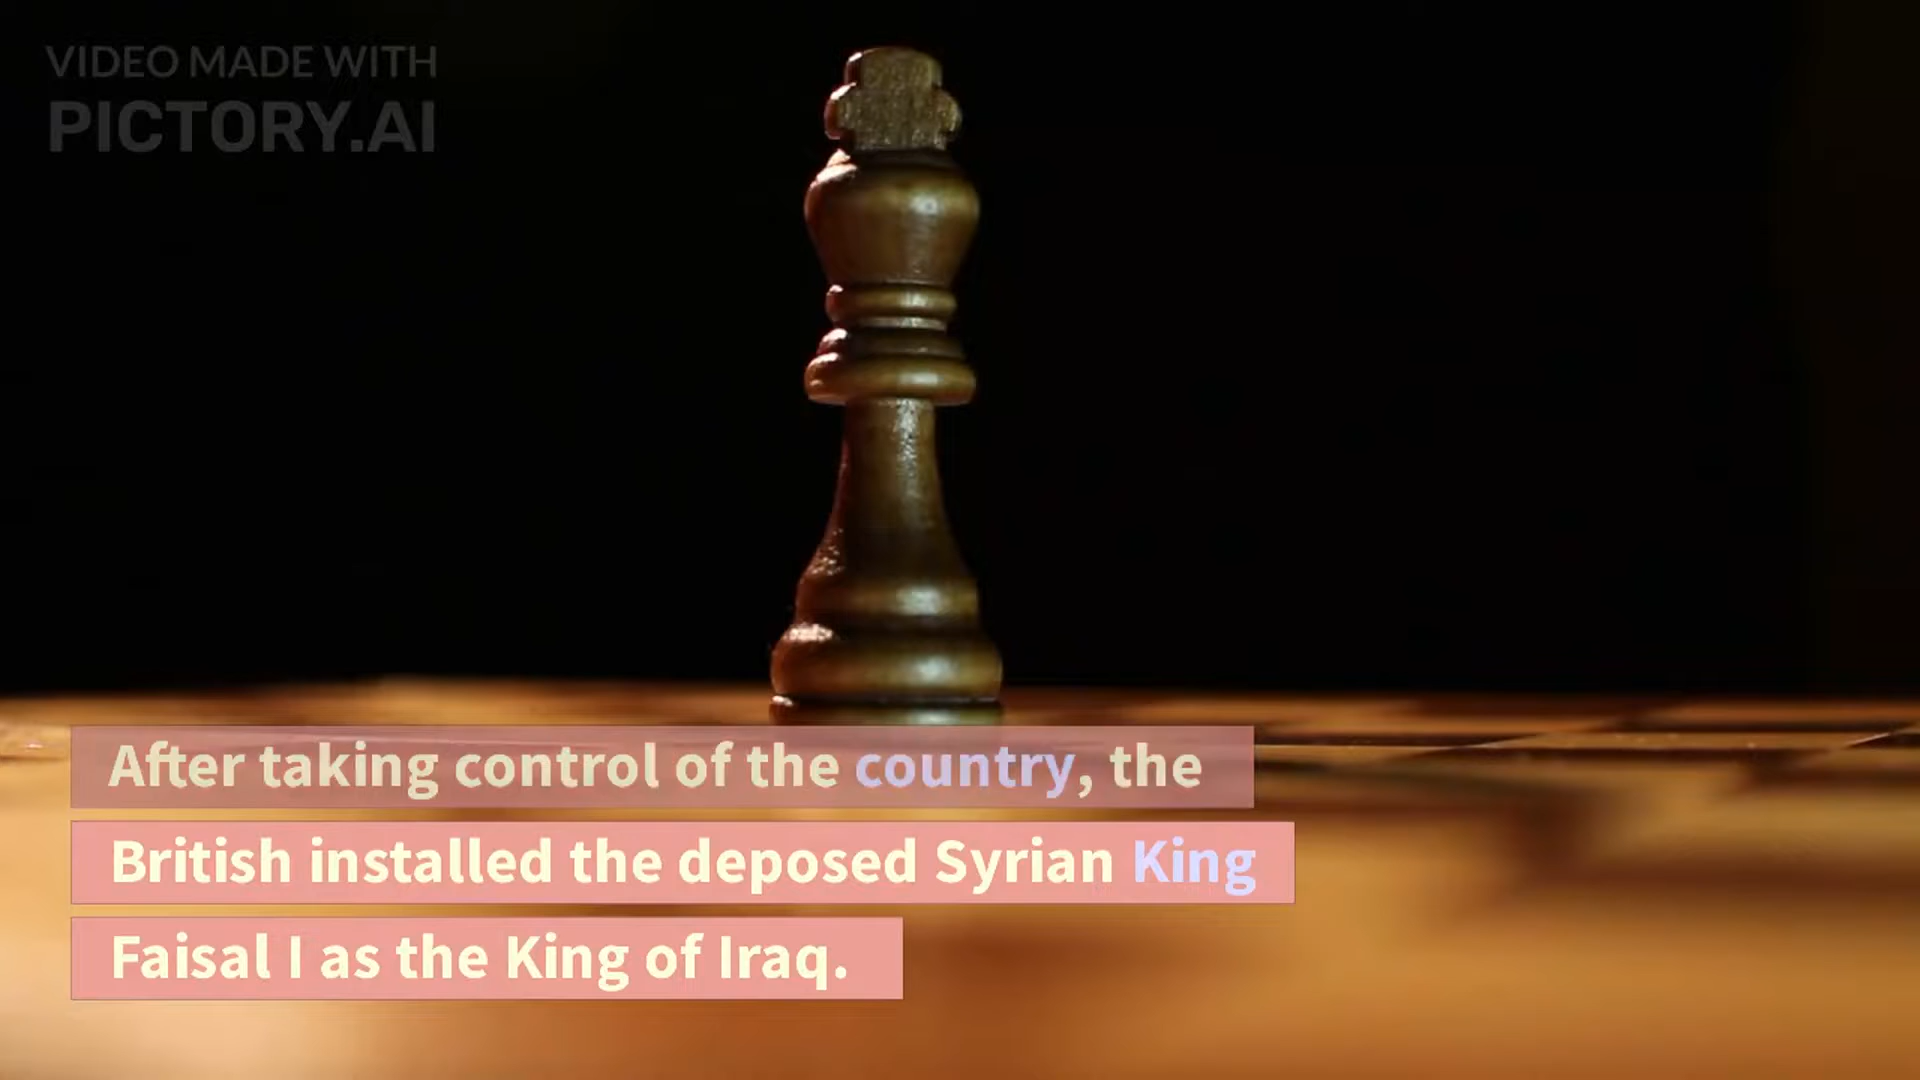 VIDEO MADE WITH
PICTORY.AI
After taking control of the country, the
British installed the deposed Syrian King
Faisal I as the King of Iraq.